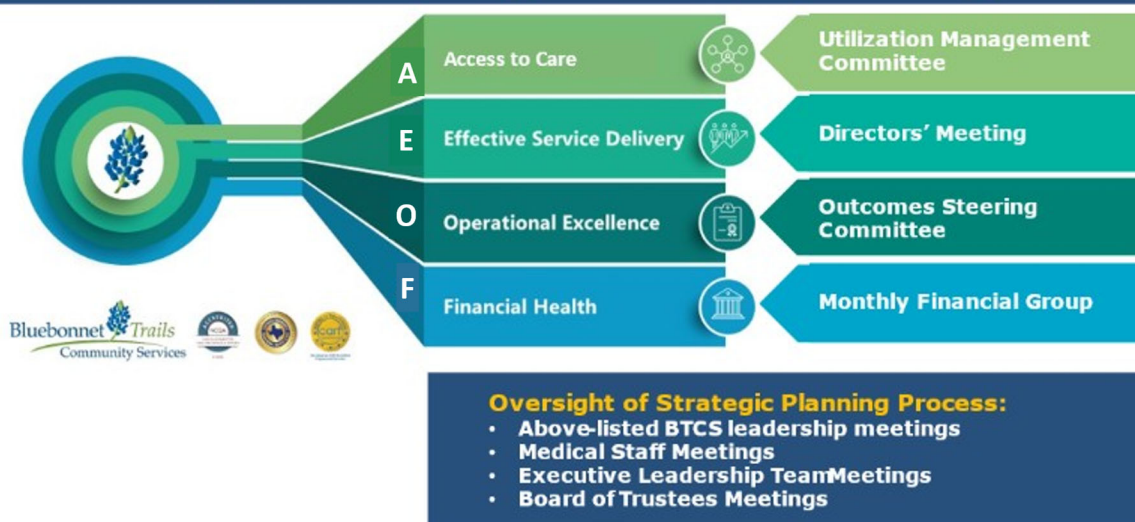 A
Access to Care
Utilization Management
Committee
E
Effective Service Delivery
Directors’ Meeting
O
Operational Excellence
Outcomes Steering
Committee
F
Financial Health
Monthly Financial Group
Bluebonnet Trails
Community Services
carf
Oversight of Strategic Planning Process:
• Above-listed BTCS leadership meetings
• Medical Staff Meetings
• Executive Leadership TeamMeetings
• Board of Trustees Meetings